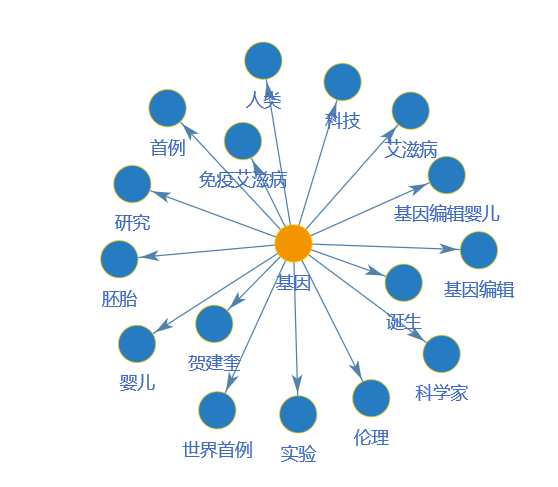 人类
科技
首例
艾滋病
免疫艾滋病
基因编辑婴儿
研究
基因
基因编辑
胚胎
诞生
贺建奎
婴儿
科学家
世界首例
实验
伦理